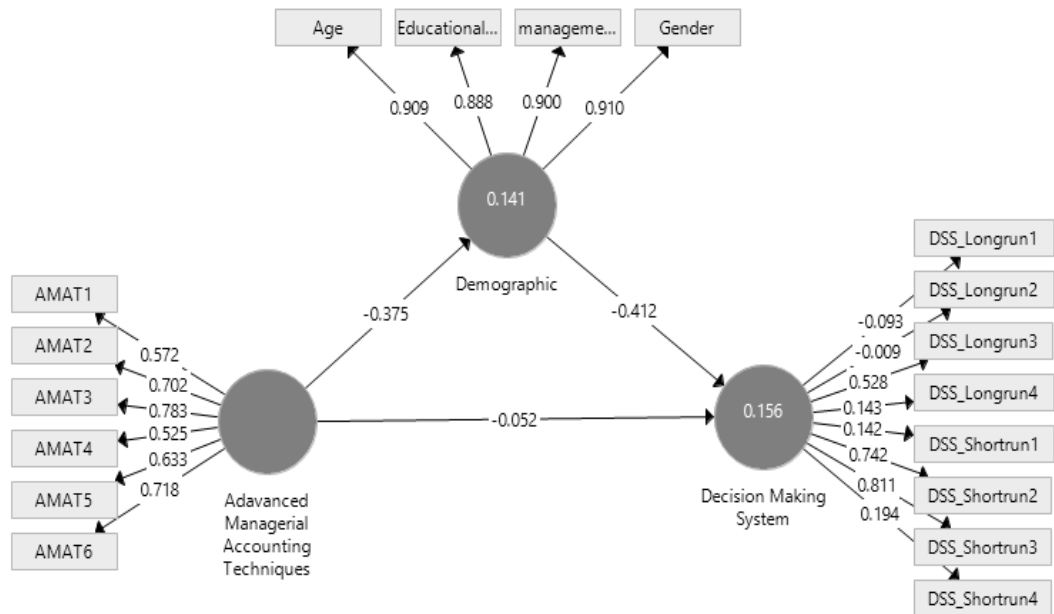 Age
Educational...
manageme...
Gender
0.909
0.888
0.900
0.910
0.141
Demographic
-0.375
-0.412
AMAT1
AMAT2
AMAT3
AMAT4
AMAT5
AMAT6
0.572
0.702
0.783
0.525
0.633
0.718
Adavanced
Managerial
Accounting
Techniques
-0.052
0.156
Decision Making
System
-0.093
-0.009
0.528
0.143
0.142
0.742
0.811
0.194
DSS_Longrun1
DSS_Longrun2
DSS_Longrun3
DSS_Longrun4
DSS_Shortrun1
DSS_Shortrun2
DSS_Shortrun3
DSS_Shortrun4